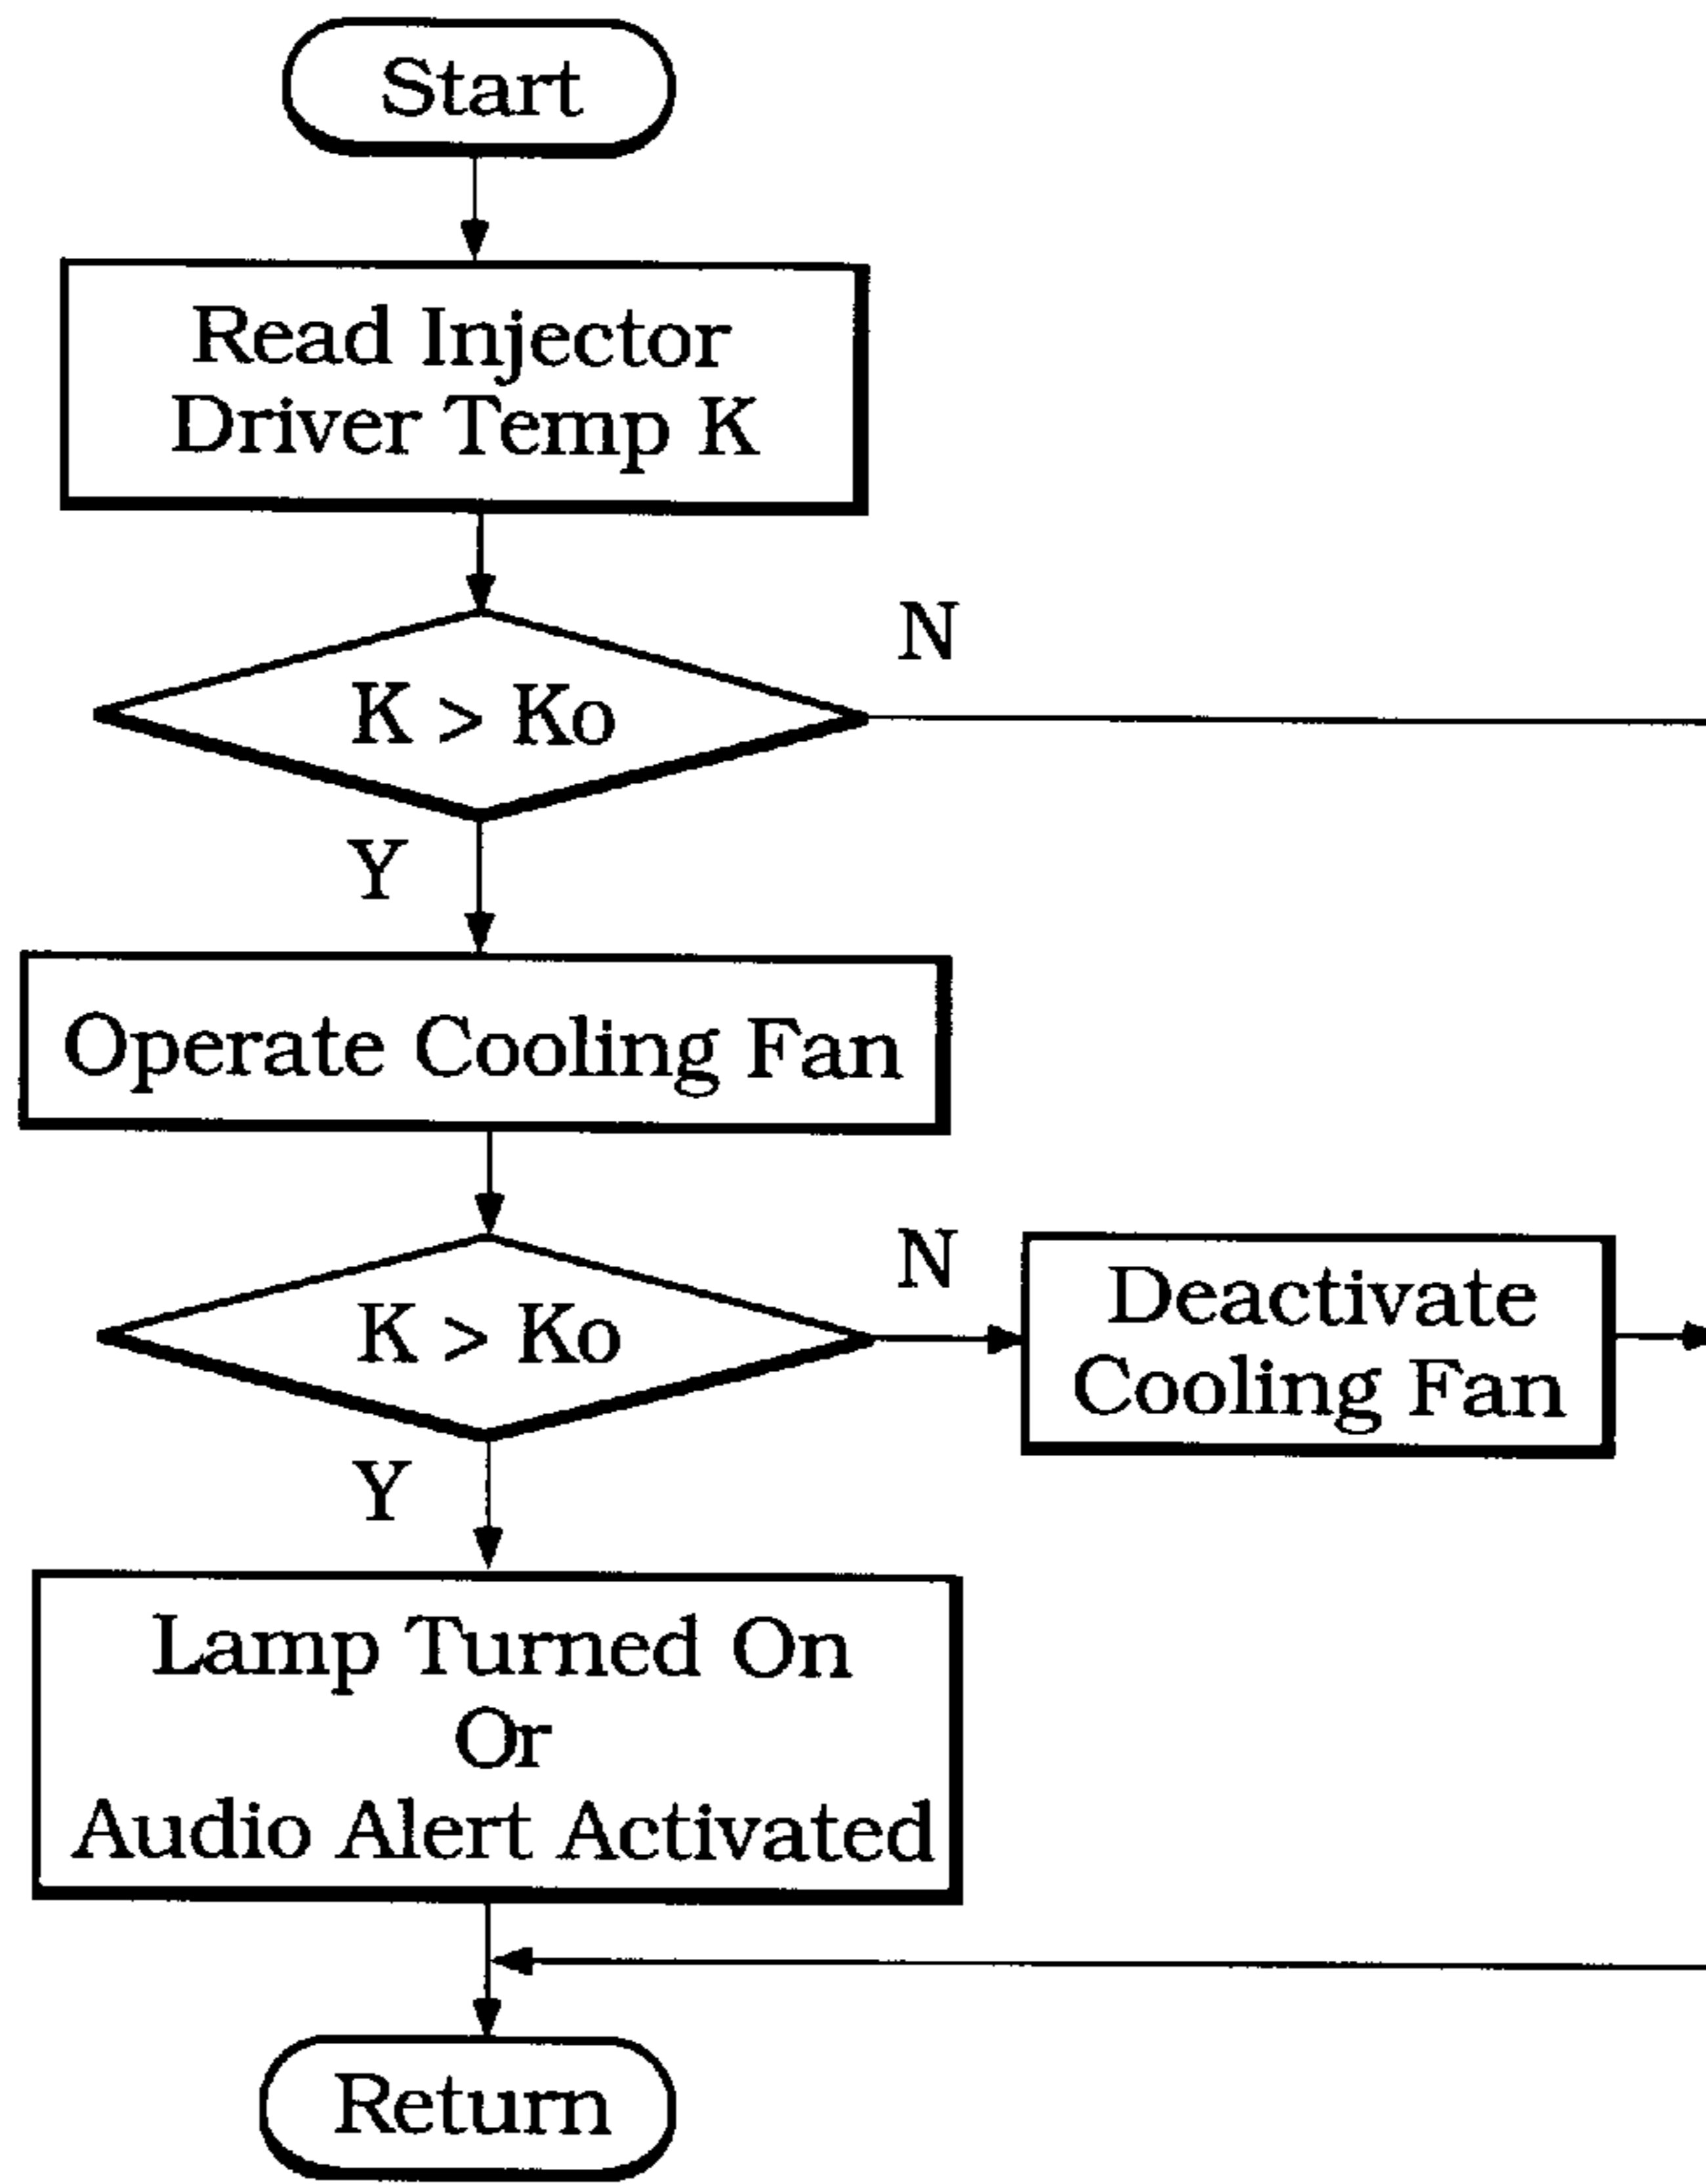 Start
Read Injector
Driver Temp K
K > Ko
N
Y
Operate Cooling Fan
K > Ko
N
Deactivate
Cooling Fan
Y
Lamp Turned On
Or
Audio Alert Activated
Return